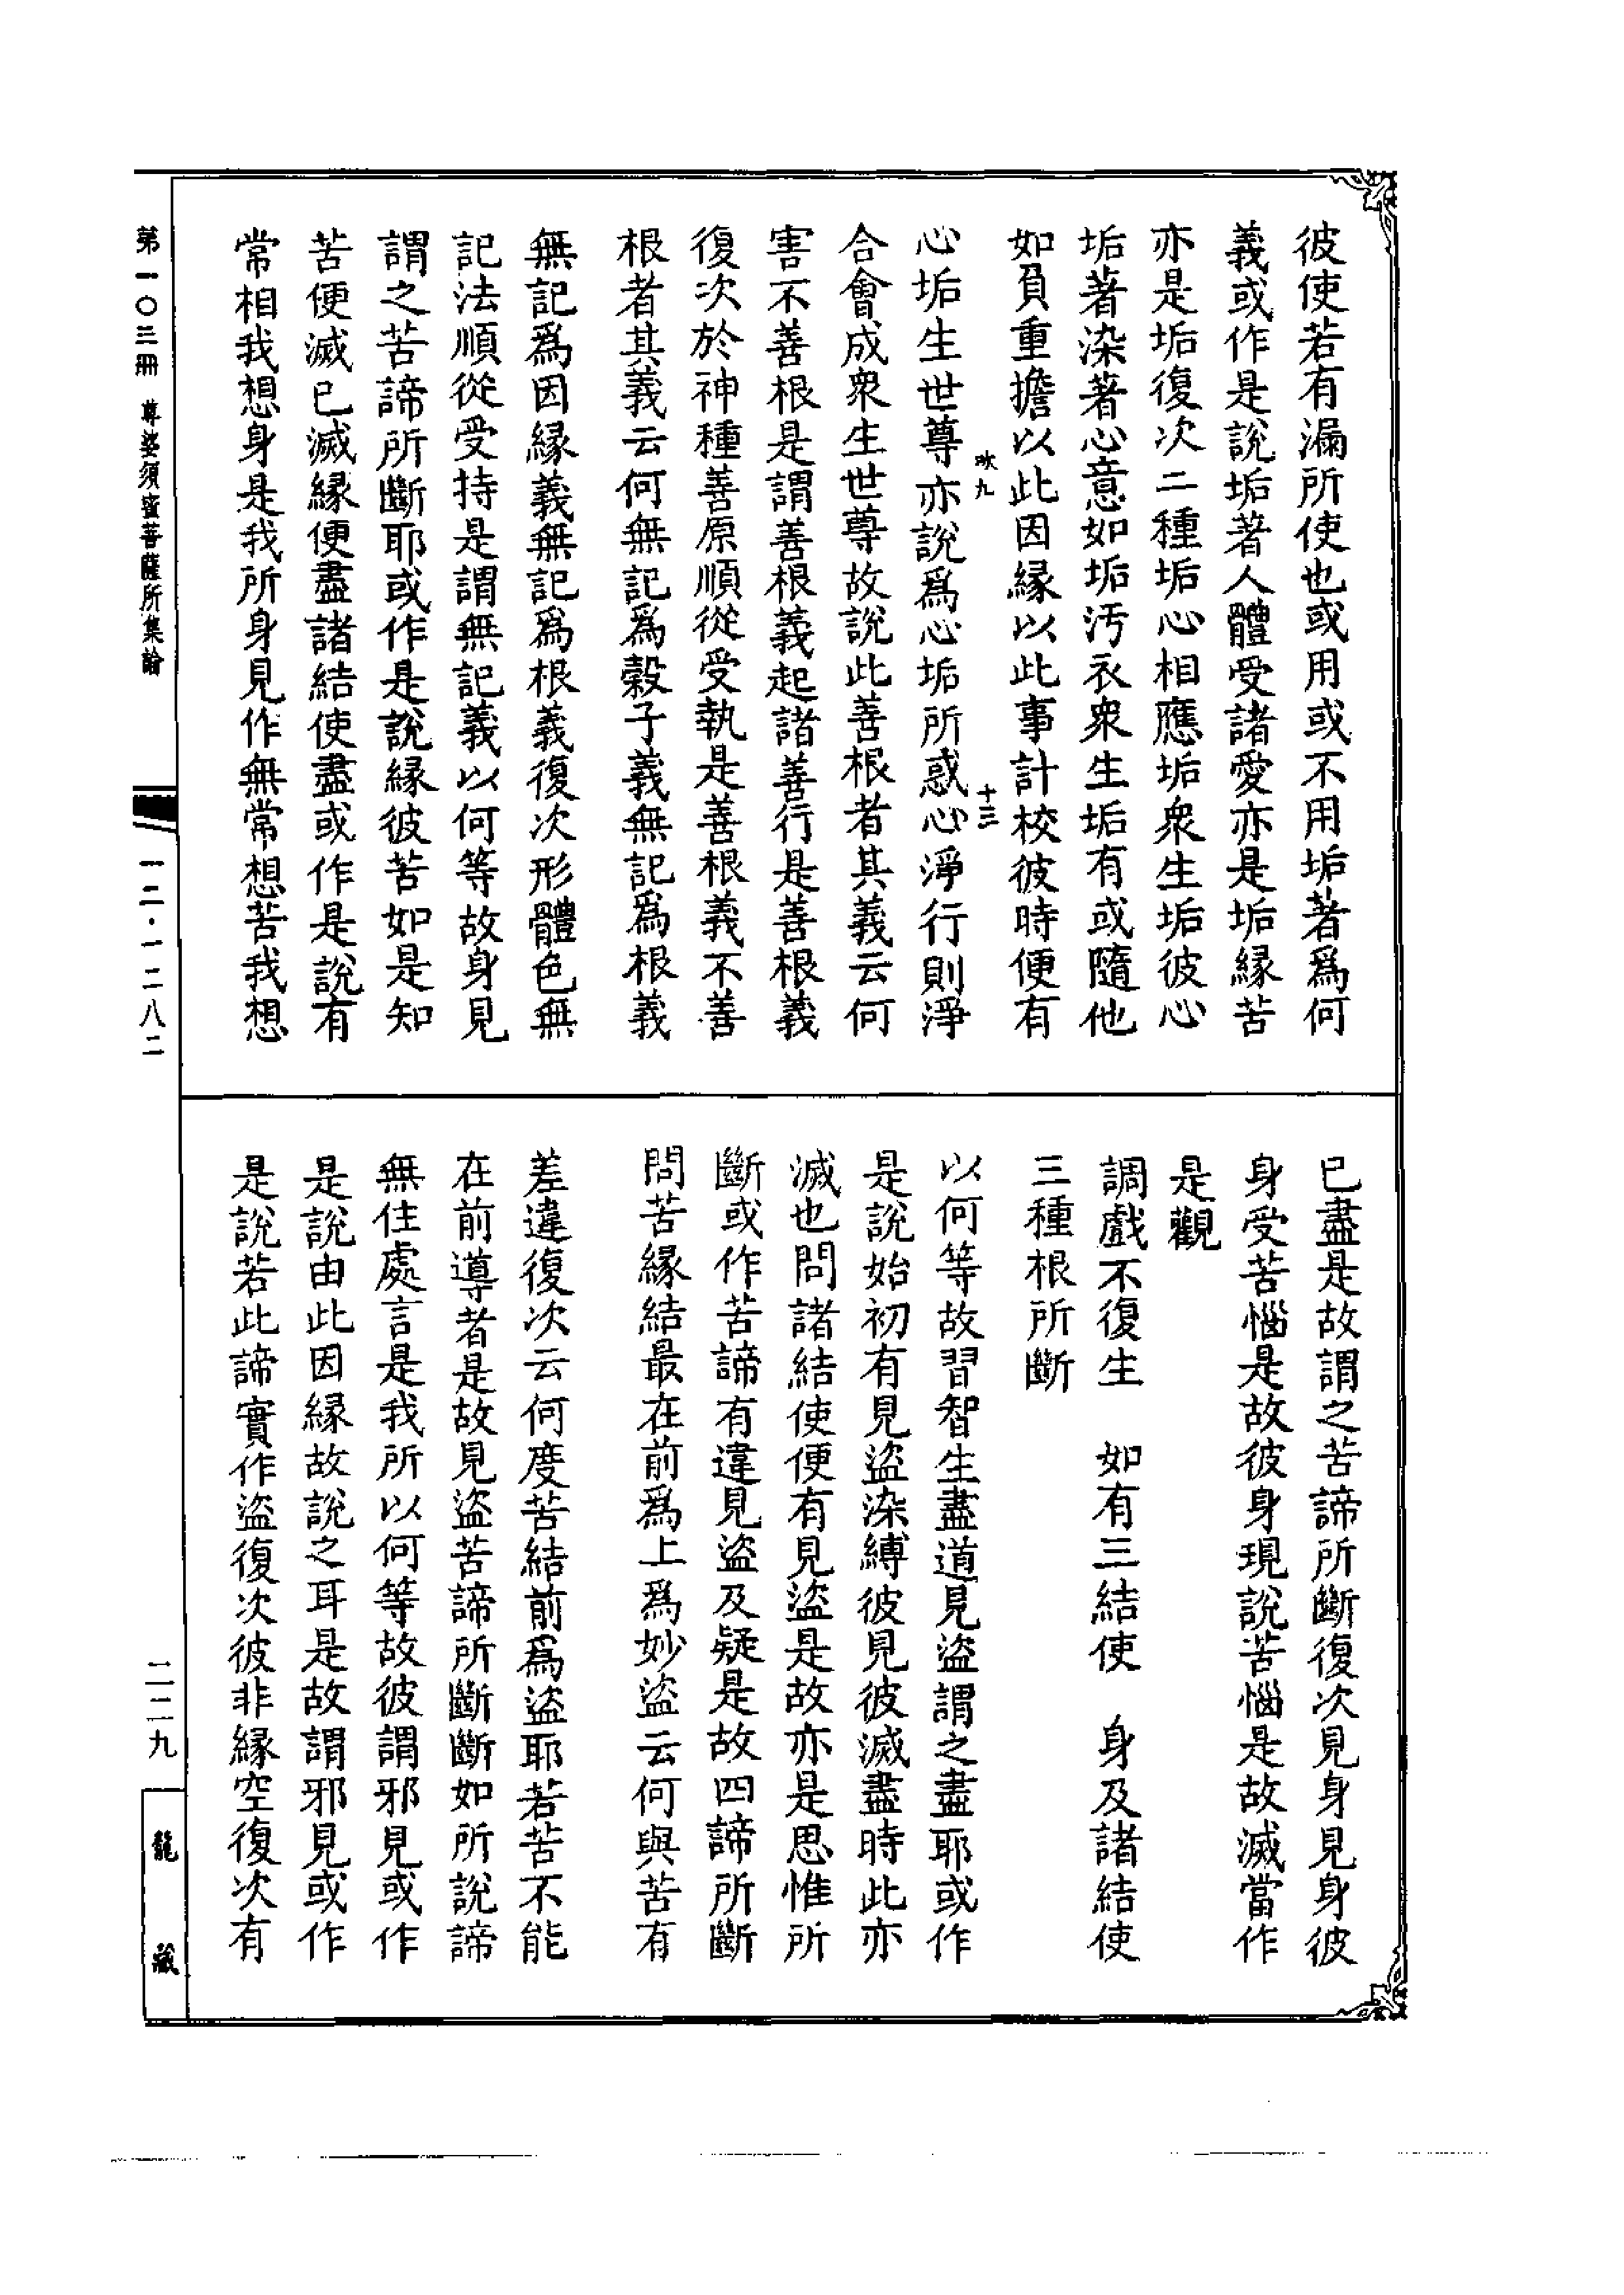 彼使若有漏所使也或用或不用垢著爲何
義或作是說垢著人體受諸愛亦是垢緣苦
亦是垢復次二種垢心相應垢衆生垢彼心
垢著染著心意如垢汚衣衆生垢有或隨他
如負重擔以此因緣以此事計校彼時便有
九
十三
心垢生世尊亦說爲心垢所惑心淨行則淨
合會成衆生世尊故說此善根者其義云何
害不善根是謂善根義起諸善行是善根義
復次於神種善原順從受執是善根義不善
根者其義云何無記爲穀子義無記爲根義
無記爲因緣義無記爲根義復次形體色無
記法順從受持是謂無記義以何等故身見
謂之苦諦所斷耶或作是說緣彼苦如是知
苦便滅已滅緣便盡諸結使盡或作是說有
常相我想身是我所身見作無常想苦我想
已盡是故謂之苦諦所斷復次見身見身彼
身受苦惱是故彼身現說苦惱是故滅當作
是觀
調戲不復生 如有三結使 身及諸結使
三種根所斷
以何等故習智生盡道見盜謂之盡耶或作
是說始初有見盜染縛彼見彼滅盡時此亦
滅也問諸結使便有見盜是故亦是思惟所
斷或作苦諦有違見盜及疑是故四諦所斷
問苦緣結最在前爲上爲妙盜云何與苦有
差違復次云何度苦結前爲盜耶若苦不能
在前導者是故見盜苦諦所斷斷如所說諦
無住處言是我所以何等故彼謂邪見或作
是說由此因緣故說之耳是故謂邪見或作
是說若此諦實作盜復次彼非緣空復次有
第一〇三冊 尊婆須蜜菩薩所集論
一二·一二八二
二二九
龍藏